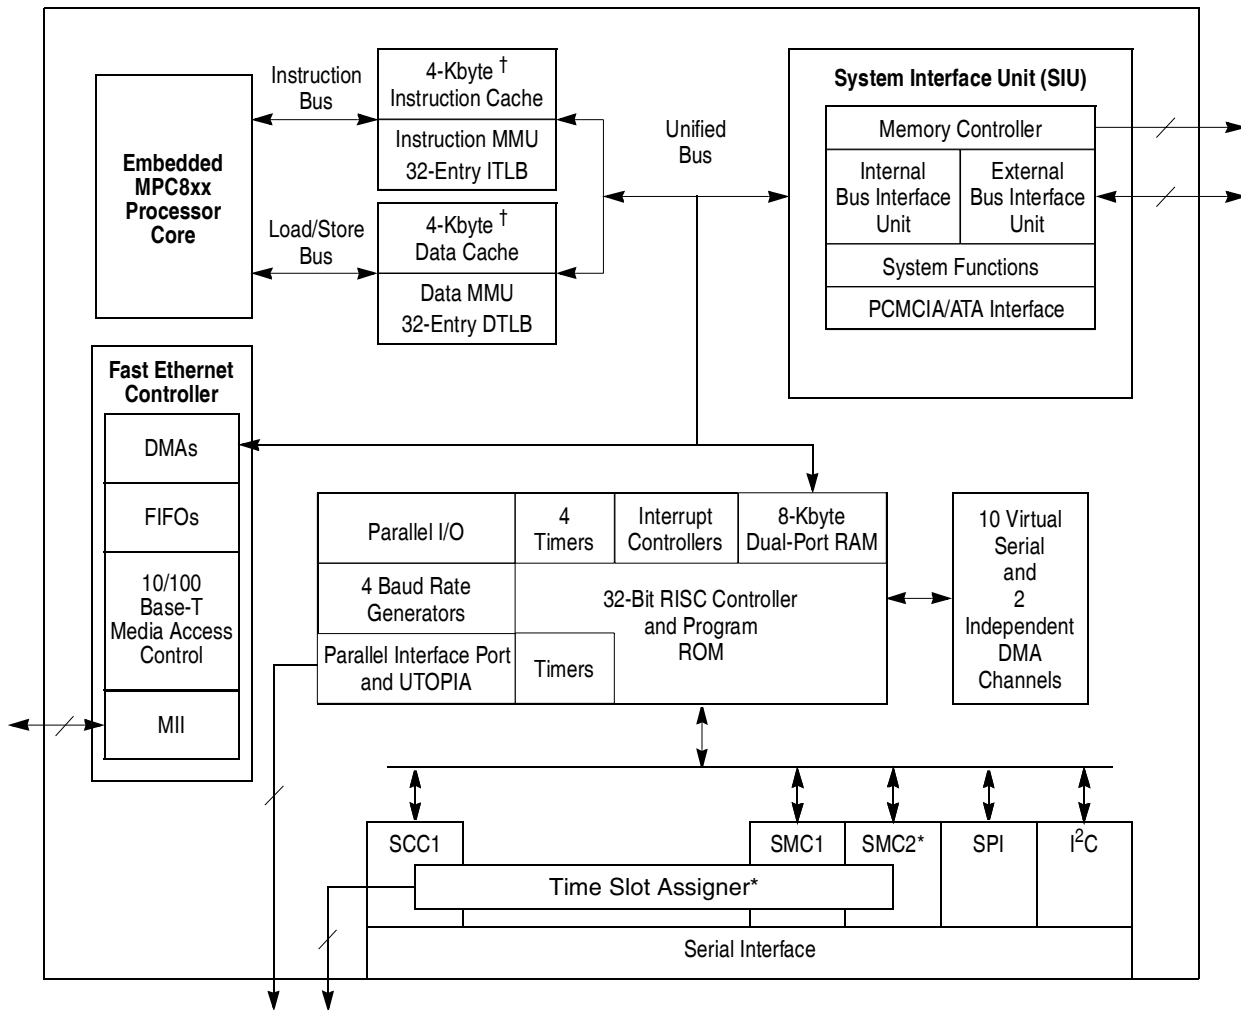 Embedded
MPC8xx
Processor
Core
Instruction
Bus
Load/Store
Bus
4-Kbyte †
Instruction Cache
Instruction MMU
32-Entry ITLB
4-Kbyte †
Data Cache
Data MMU
32-Entry DTLB
Unified
Bus
System Interface Unit (SIU)
Memory Controller
Internal
Bus Interface
Unit
External
Bus Interface
Unit
System Functions
PCMCIA/ATA Interface
Fast Ethernet
Controller
DMAs
FIFOs
10/100
Base-T
Media Access
Control
MII
Parallel I/O
4
Timers
Interrupt
Controllers
8-Kbyte
Dual-Port RAM
4 Baud Rate
Generators
32-Bit RISC Controller
and Program
ROM
Parallel Interface Port
and UTOPIA
Timers
10 Virtual
Serial
and
2
Independent
DMA
Channels
SCC1
SMC1
SMC2*
SPI
I²C
Time Slot Assigner*
Serial Interface